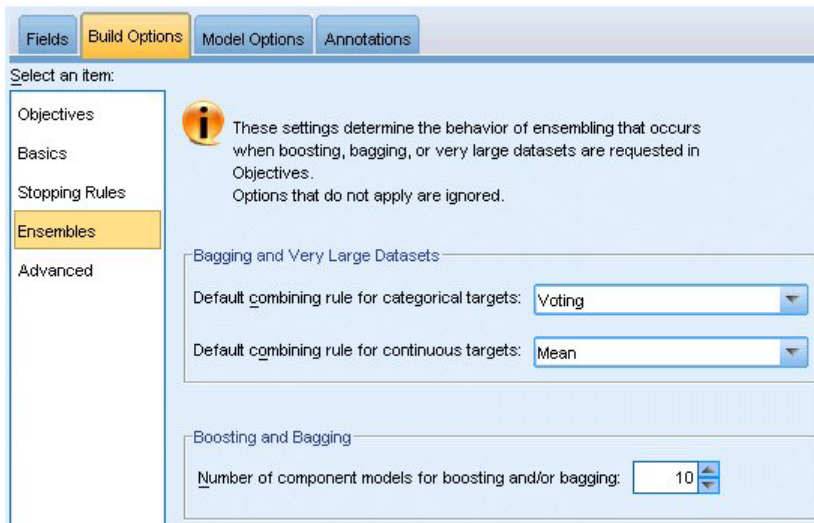 Fields Build Options Model Options Annotations
Select an item:
Objectives
Basics
Stopping Rules
Ensembles
Advanced
These settings determine the behavior of ensembling that occurs
when boosting, bagging, or very large datasets are requested in
Objectives.
Options that do not apply are ignored.
Bagging and Very Large Datasets
Default combining rule for categorical targets: Voting
Default combining rule for continuous targets: Mean
Boosting and Bagging
Number of component models for boosting and/or bagging: 10